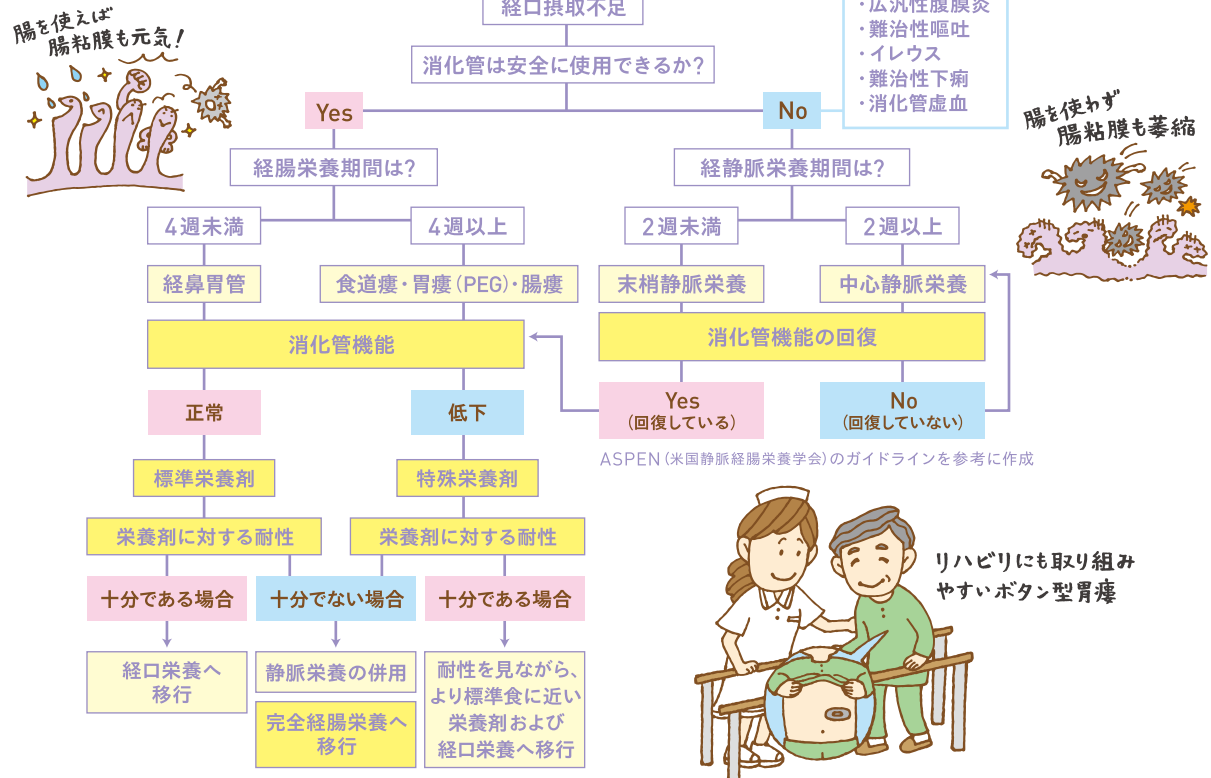 経口摂取不足
・広汎性腹膜炎
・難治性嘔吐
・イレウス
・難治性下痢
・消化管虚血
腸を使えば
腸粘膜も元気!
消化管は安全に使用できるか?
Yes
No
腸を使わず
腸粘膜も萎縮
経腸栄養期間は?
経静脈栄養期間は?
4週未満
4週以上
2週未満
2週以上
経鼻胃管
食道瘻・胃瘻(PEG)・腸瘻
末梢静脈栄養
中心静脈栄養
消化管機能
消化管機能の回復
正常
低下
Yes
(回復している)
No
(回復していない)
ASPEN(米国静脈経腸栄養学会)のガイドラインを参考に作成
標準栄養剤
特殊栄養剤
栄養剤に対する耐性
栄養剤に対する耐性
十分である場合
十分でない場合
十分である場合
経口栄養へ
移行
静脈栄養の併用
完全経腸栄養へ
移行
耐性を見ながら、
より標準食に近い
栄養剤および
経口栄養へ移行
リハビリにも取り組み
やすいボタン型胃瘻